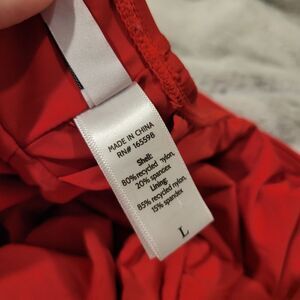 MADE IN CHINA
RN# 165598
Shell:
80% recycled nylon,
20% spandex
Lining:
85% recycled nylon,
15% spandex
L